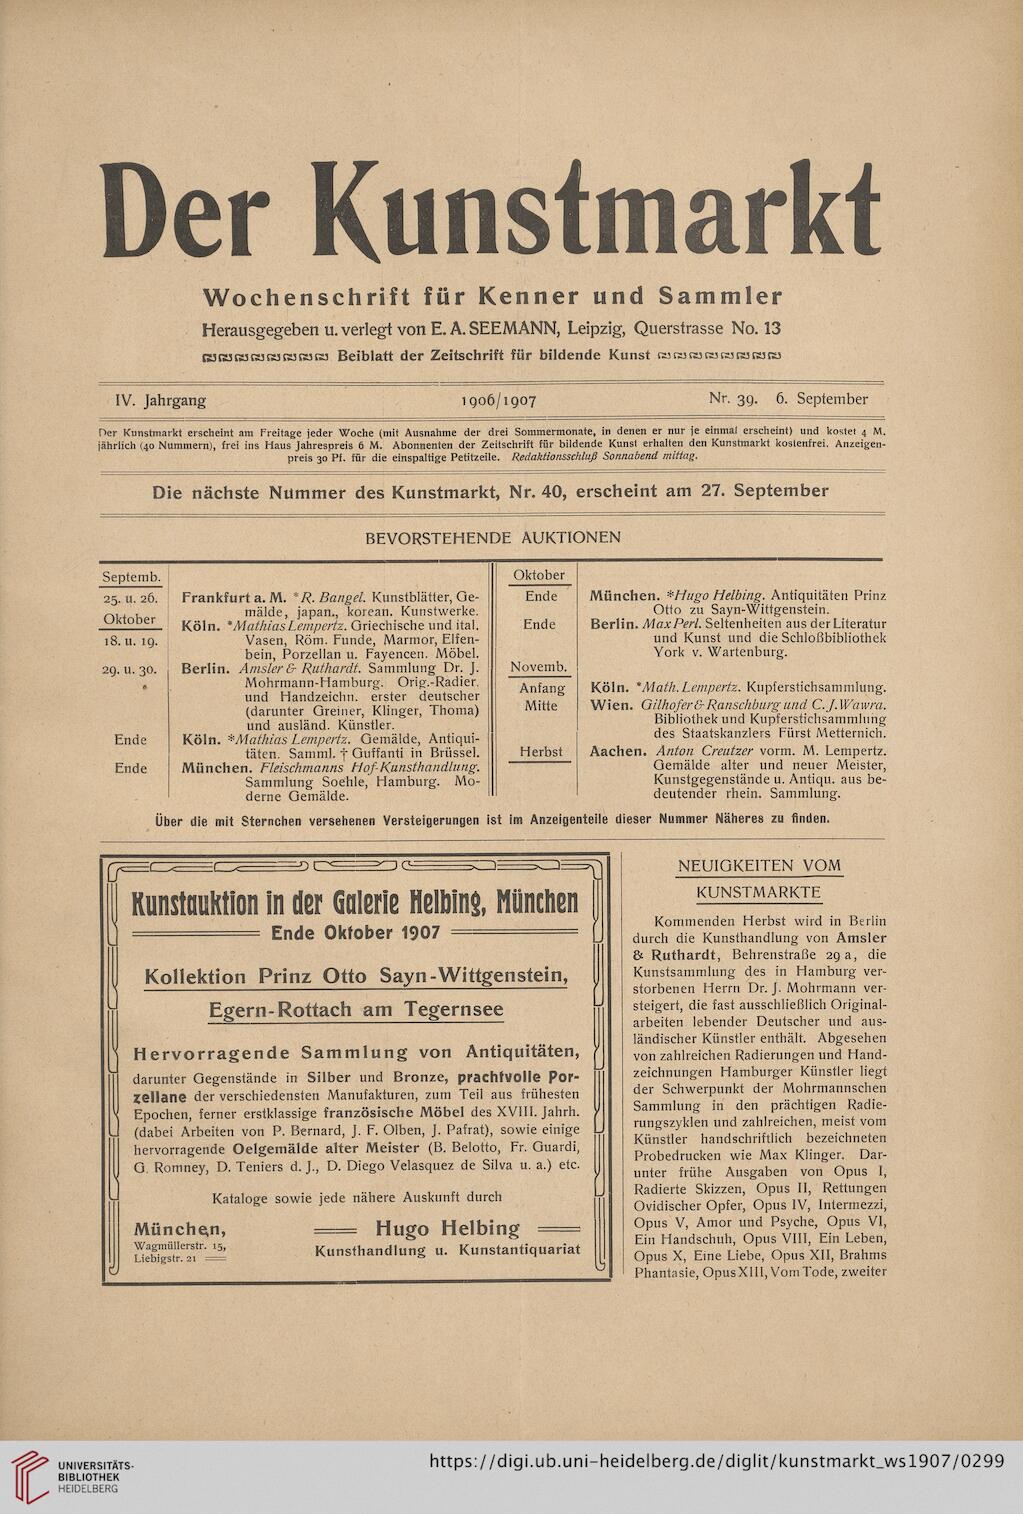 Der Kunstmarkt
Wochenschrift für Kenner und Sammler
Herausgegeben u. verlegt von E. A. SEEMANN, Leipzig, Querstrasse No. 13
Beiblatt der Zeitschrift für bildende Kunst
IV. Jahrgang 1906/1907 Nr. 39. 6. September
Der Kunstmarkt erscheint am Freitage jeder Woche (mit Ausnahme der drei Sommermonate, in denen er nur je einmal erscheint) und kostet 4 M.
jährlich (40 Nummern), frei ins Haus Jahrespreis 6 M. Abonnenten der Zeitschrift für bildende Kunst erhalten den Kunstmarkt kostenfrei. Anzeigen-
preis 30 Pf. für die einspaltige Petitzeile. Redaktionsschluß Sonnabend mittag.
Die nächste Nummer des Kunstmarkt, Nr. 40, erscheint am 27. September
BEVORSTEHENDE AUKTIONEN
Septemb.
25. u. 26. Frankfurt a. M. *R. Bangel. Kunstblätter, Ge-
mälde, japan., korean. Kunstwerke.
Oktober
18. u. 19. Köln. *Mathias Lempertz. Griechische und ital.
Vasen, Röm. Funde, Marmor, Elfen-
bein, Porzellan u. Fayencen. Möbel.
29. u. 30. Berlin. Amsler & Ruthardt. Sammlung Dr. J.
Mohrmann-Hamburg. Orig.-Radier.
und Handzeichn. erster deutscher
(darunter Greiner, Klinger, Thoma)
und ausländ. Künstler.
Ende Köln. *Mathias Lempertz. Gemälde, Antiqui-
täten. Samml. † Guffanti in Brüssel.
Ende München. Fleischmanns Hof-Kunsthandlung.
Sammlung Soehle, Hamburg. Mo-
derne Gemälde.
Oktober
Ende München. *Hugo Helbing. Antiquitäten Prinz
Otto zu Sayn-Wittgenstein.
Ende Berlin. Max Perl. Seltenheiten aus der Literatur
und Kunst und die Schloßbibliothek
York v. Wartenburg.
Novemb.
Anfang Köln. *Math. Lempertz. Kupferstichsammlung.
Mitte Wien. Gilhofer & Ranschburg und C. J. Wawra.
Bibliothek und Kupferstichsammlung
des Staatskanzlers Fürst Metternich.
Herbst Aachen. Anton Creutzer vorm. M. Lempertz.
Gemälde alter und neuer Meister,
Kunstgegenstände u. Antiqu. aus be-
deutender rhein. Sammlung.
Über die mit Sternchen versehenen Versteigerungen ist im Anzeigenteile dieser Nummer Näheres zu finden.
Kunstauktion in der Galerie Helbing, München
Ende Oktober 1907
Kollektion Prinz Otto Sayn-Wittgenstein,
Egern-Rottach am Tegernsee
Hervorragende Sammlung von Antiquitäten,
darunter Gegenstände in Silber und Bronze, prachtvolle Por-
zellane der verschiedensten Manufakturen, zum Teil aus frühesten
Epochen, ferner erstklassige französische Möbel des XVIII. Jahrh.
(dabei Arbeiten von P. Bernard, J. F. Olben, J. Pafrat), sowie einige
hervorragende Oelgemälde alter Meister (B. Belotto, Fr. Guardi,
G. Romney, D. Teniers d. J., D. Diego Velasquez de Silva u. a.) etc.
Kataloge sowie jede nähere Auskunft durch
München, Hugo Helbing
Wagmüllerstr. 15, Kunsthandlung u. Kunstantiquariat
Liebigstr. 21
NEUIGKEITEN VOM
KUNSTMARKTE
Kommenden Herbst wird in Berlin
durch die Kunsthandlung von Amsler
& Ruthardt, Behrenstraße 29 a, die
Kunstsammlung des in Hamburg ver-
storbenen Herrn Dr. J. Mohrmann ver-
steigert, die fast ausschließlich Original-
arbeiten lebender Deutscher und aus-
ländischer Künstler enthält. Abgesehen
von zahlreichen Radierungen und Hand-
zeichnungen Hamburger Künstler liegt
der Schwerpunkt der Mohrmannschen
Sammlung in den prächtigen Radie-
rungszyklen und zahlreichen, meist vom
Künstler handschriftlich bezeichneten
Probedrucken wie Max Klinger. Dar-
unter frühe Ausgaben von Opus I,
Radierte Skizzen, Opus II, Rettungen
Ovidischer Opfer, Opus IV, Intermezzi,
Opus V, Amor und Psyche, Opus VI,
Ein Handschuh, Opus VIII, Ein Leben,
Opus X, Eine Liebe, Opus XII, Brahms
Phantasie, Opus XIII, Vom Tode, zweiter
UNIVERSITÄTS-
BIBLIOTHEK
HEIDELBERG
https://digi.ub.uni-heidelberg.de/diglit/kunstmarkt_ws1907/0299